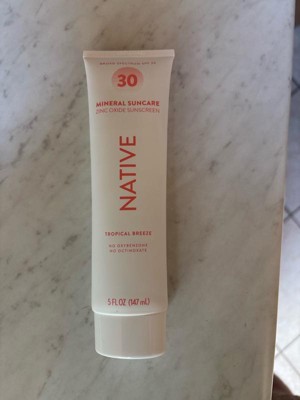 30
MINERAL SUNCARE
ZINC OXIDE SUNSCREEN
NATIVE
TROPICAL BREEZE
NO OXYBENZONE
NO OCTINOXATE
5 FL OZ (147 mL)